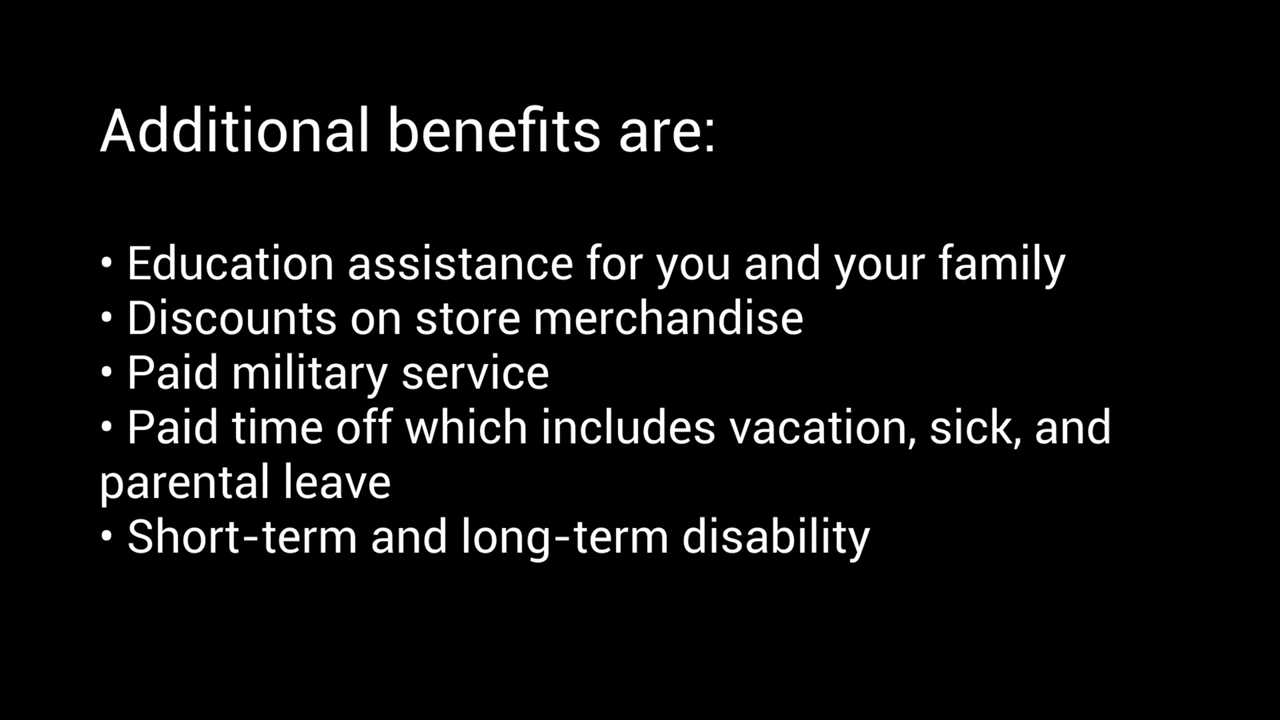 Additional benefits are:
• Education assistance for you and your family
• Discounts on store merchandise
• Paid military service
• Paid time off which includes vacation, sick, and
parental leave
• Short-term and long-term disability